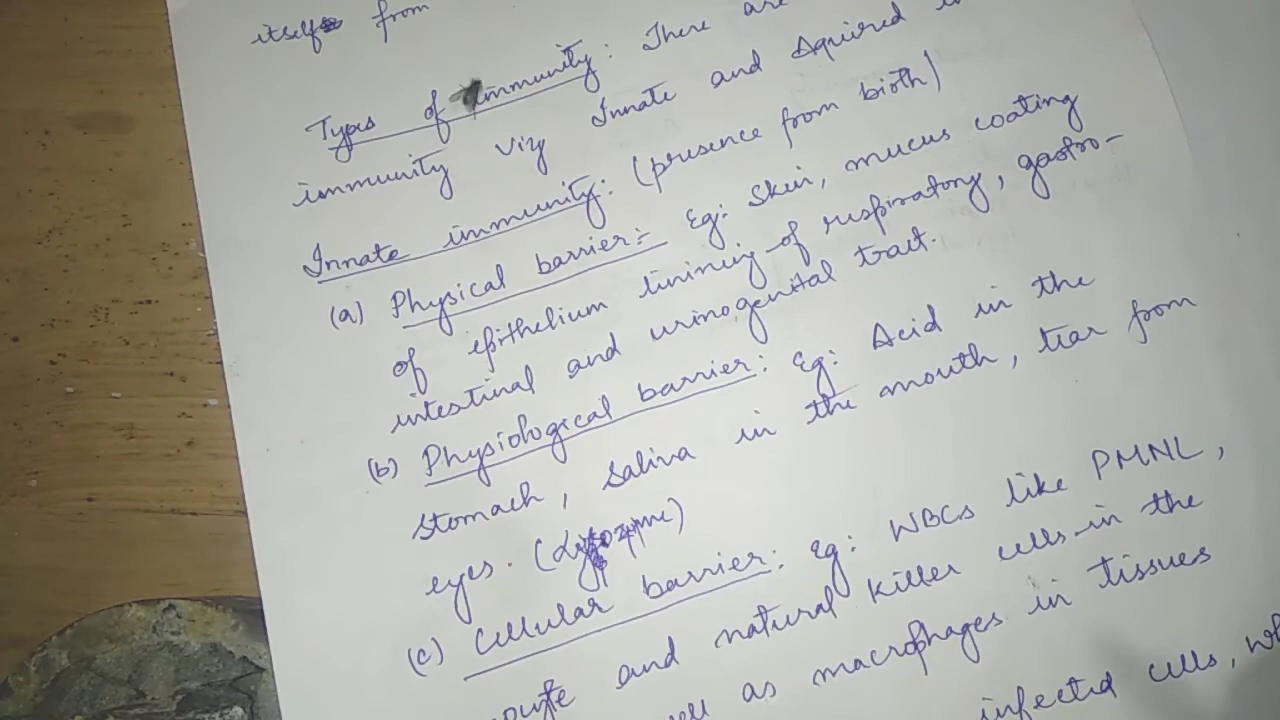 itself from
Types of Immunity: There are
immunity viz Innate and Aquired
Innate immunity: (presence from birth)
(a) Physical barrier:- Eg: Skin, mucus coating
of epithelium linining of respiratory, gastro-
intestinal and urinogenital tract.
(b) Physiological barrier: Eg: Acid in the
stomach, saliva in the mouth, tear from
eyes. (
(c) Cellular barrier: Eg: WBCs like PMNL,
and natural killer cells in the
as macrophages in tissues
infected cells,